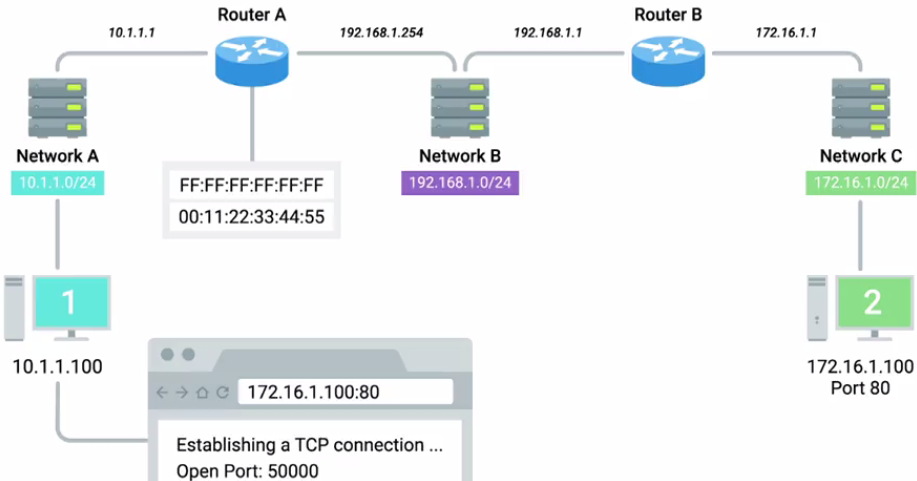 Router A
Router B
10.1.1.1
192.168.1.254
192.168.1.1
172.16.1.1
Network A
10.1.1.0/24
Network B
192.168.1.0/24
Network C
172.16.1.0/24
FF:FF:FF:FF:FF:FF
00:11:22:33:44:55
1
2
10.1.1.100
172.16.1.100
Port 80
172.16.1.100:80
Establishing a TCP connection ...
Open Port: 50000